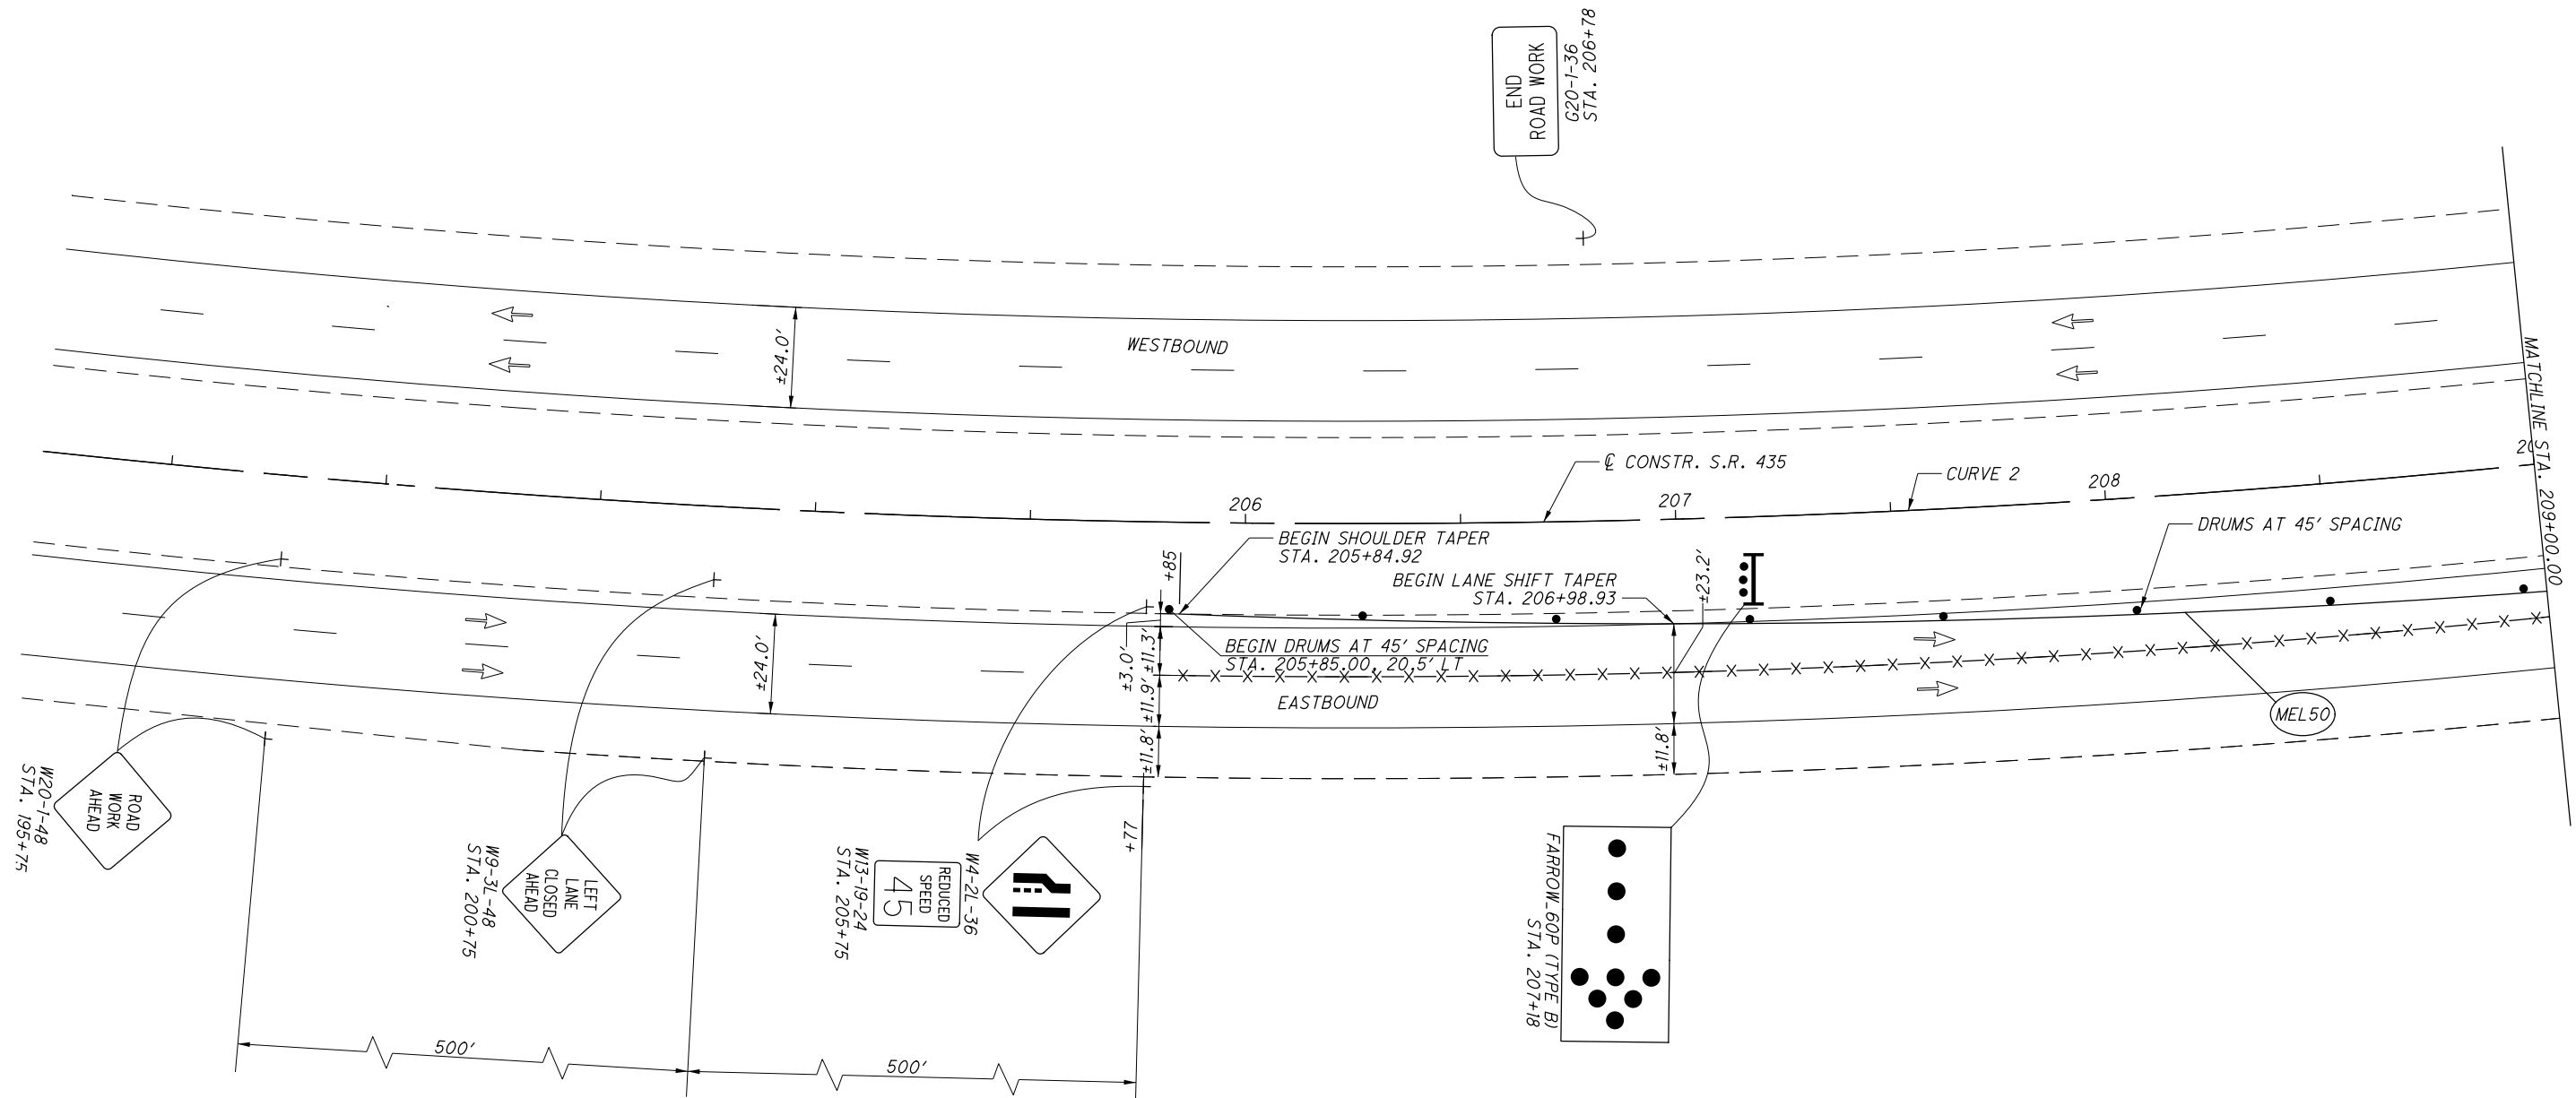 END
ROAD WORK
G20-1-36
STA. 206+78
±24.0'
WESTBOUND
MATCHLINE STA. 209+00.00
℄ CONSTR. S.R. 435
CURVE 2
206
207
208
BEGIN SHOULDER TAPER
STA. 205+84.92
+85
BEGIN LANE SHIFT TAPER
STA. 206+98.93
±23.2'
DRUMS AT 45' SPACING
BEGIN DRUMS AT 45' SPACING
STA. 205+85.00, 20.5' LT
±24.0'
±3.0'
±11.3'
±11.9'
±11.8'
EASTBOUND
±11.8'
MEL50
ROAD
WORK
AHEAD
W20-1-48
STA. 195+75
LEFT
LANE
CLOSED
AHEAD
W9-3L-48
STA. 200+75
+77
W4-2L-36
REDUCED
SPEED
45
W13-19-24
STA. 205+75
FARROW_60P (TYPE B)
STA. 207+18
500'
500'